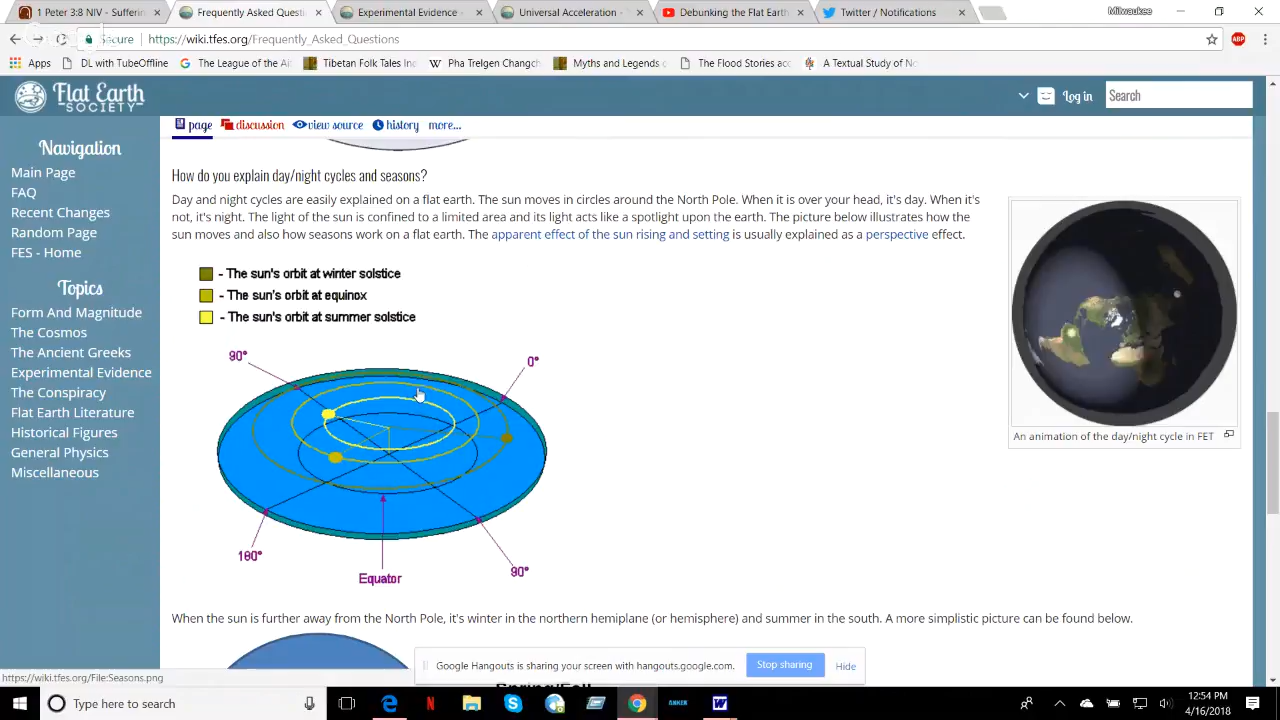 1 Peter 3:8 NIV - Sufferin
Frequently Asked Questi
Experimental Evidence -
Universal Acceleration -
Debunking the Flat Earth
Twitter / Notifications
Milwaukee
Secure
https://wiki.tfes.org/Frequently_Asked_Questions
ABP
Apps
DL with TubeOffline
The League of the Ai
Tibetan Folk Tales In
Pha Trelgen Changch
Myths and Legends o
The Flood Stories acc
A Textual Study of No
Flat Earth
SOCIETY
Log in
Search
page
discussion
view source
history
more...
Navigation
Main Page
FAQ
Recent Changes
Random Page
FES - Home
Topics
Form And Magnitude
The Cosmos
The Ancient Greeks
Experimental Evidence
The Conspiracy
Flat Earth Literature
Historical Figures
General Physics
Miscellaneous
How do you explain day/night cycles and seasons?
Day and night cycles are easily explained on a flat earth. The sun moves in circles around the North Pole. When it is over your head, it's day. When it's
not, it's night. The light of the sun is confined to a limited area and its light acts like a spotlight upon the earth. The picture below illustrates how the
sun moves and also how seasons work on a flat earth. The apparent effect of the sun rising and setting is usually explained as a perspective effect.
- The sun's orbit at winter solstice
- The sun's orbit at equinox
- The sun's orbit at summer solstice
90°
0°
180°
90°
Equator
An animation of the day/night cycle in FET
When the sun is further away from the North Pole, it's winter in the northern hemiplane (or hemisphere) and summer in the south. A more simplistic picture can be found below.
Google Hangouts is sharing your screen with hangouts.google.com.
Stop sharing
Hide
https://wiki.tfes.org/File:Seasons.png
Type here to search
ANKER
12:54 PM
4/16/2018